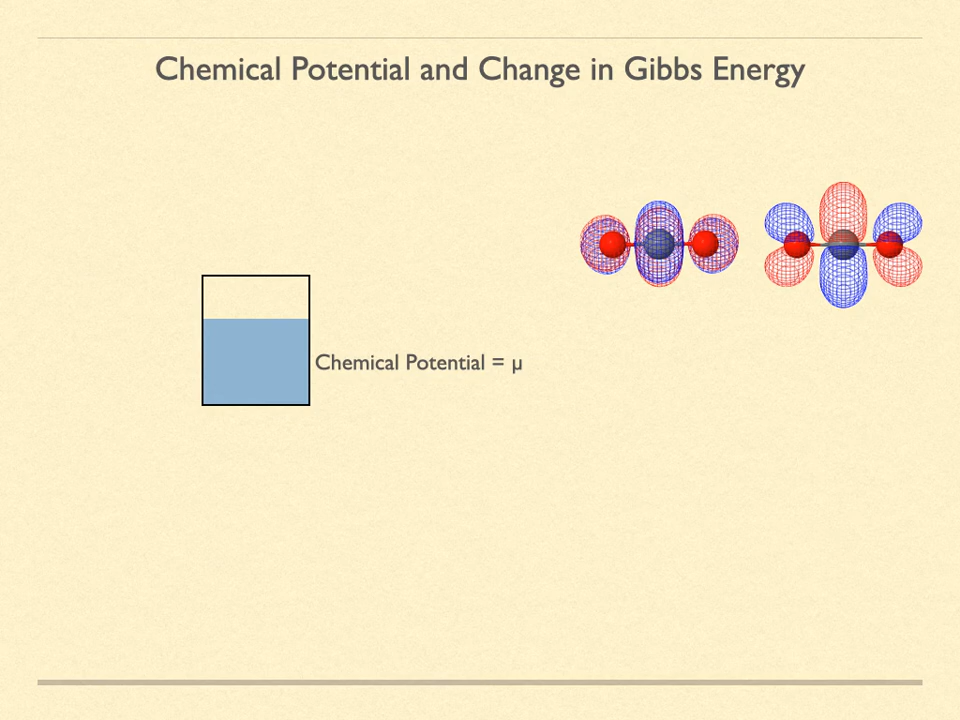 Chemical Potential and Change in Gibbs Energy
Chemical Potential = μ